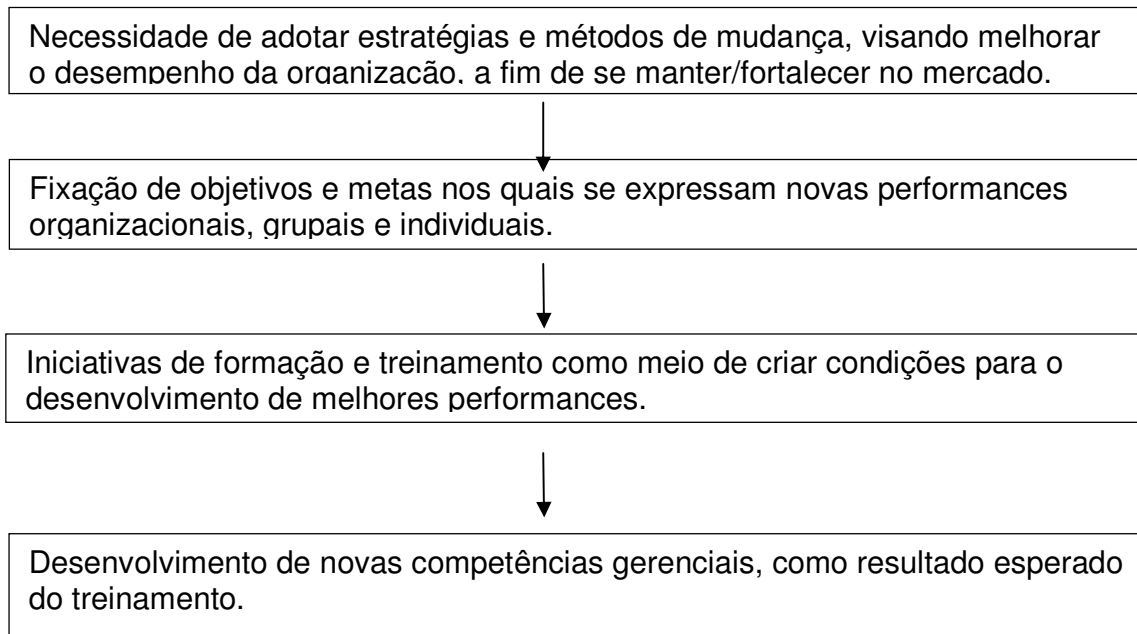 Necessidade de adotar estratégias e métodos de mudança, visando melhorar
o desempenho da organização, a fim de se manter/fortalecer no mercado.
Fixação de objetivos e metas nos quais se expressam novas performances
organizacionais, grupais e individuais.
Iniciativas de formação e treinamento como meio de criar condições para o
desenvolvimento de melhores performances.
Desenvolvimento de novas competências gerenciais, como resultado esperado
do treinamento.